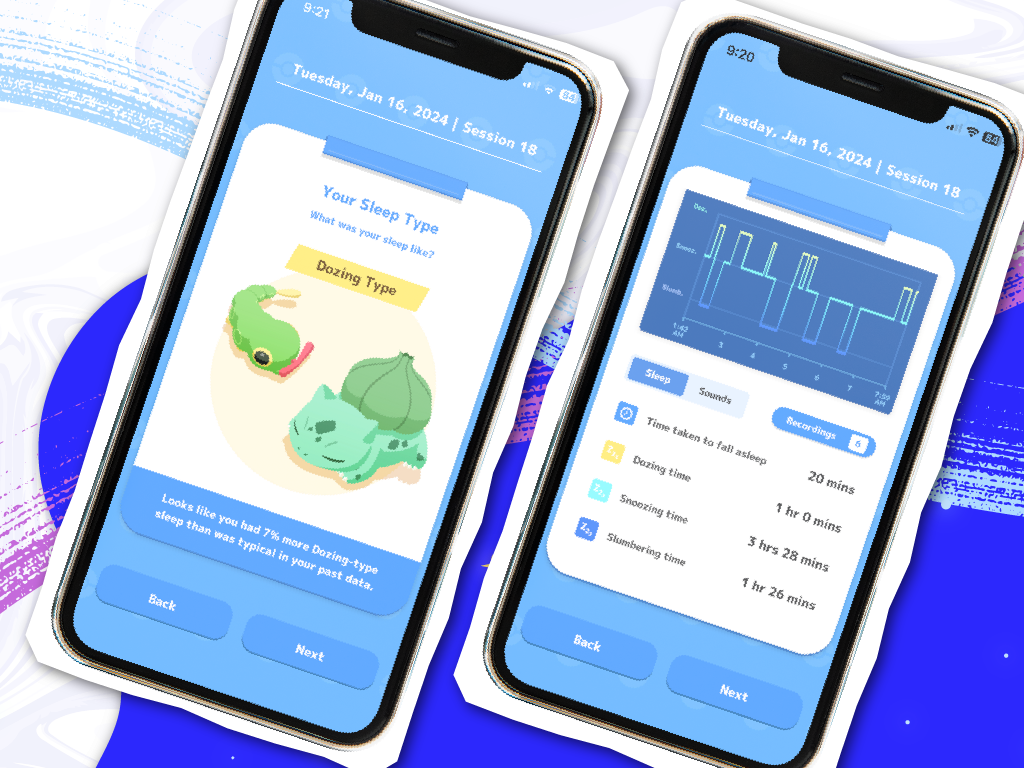 9:21
84
Tuesday, Jan 16, 2024 | Session 18
Your Sleep Type
What was your sleep like?
Dozing Type
Looks like you had 7% more Dozing-type
sleep than was typical in your past data.
Back
Next
9:20
84
Tuesday, Jan 16, 2024 | Session 18
Doz.
Snooz.
Slumb.
1:42
AM
3
4
5
6
7
7:56
AM
Sleep
Sounds
Recordings
6
Time taken to fall asleep
20 mins
Dozing time
1 hr 0 mins
Snoozing time
3 hrs 28 mins
Slumbering time
1 hr 26 mins
Back
Next